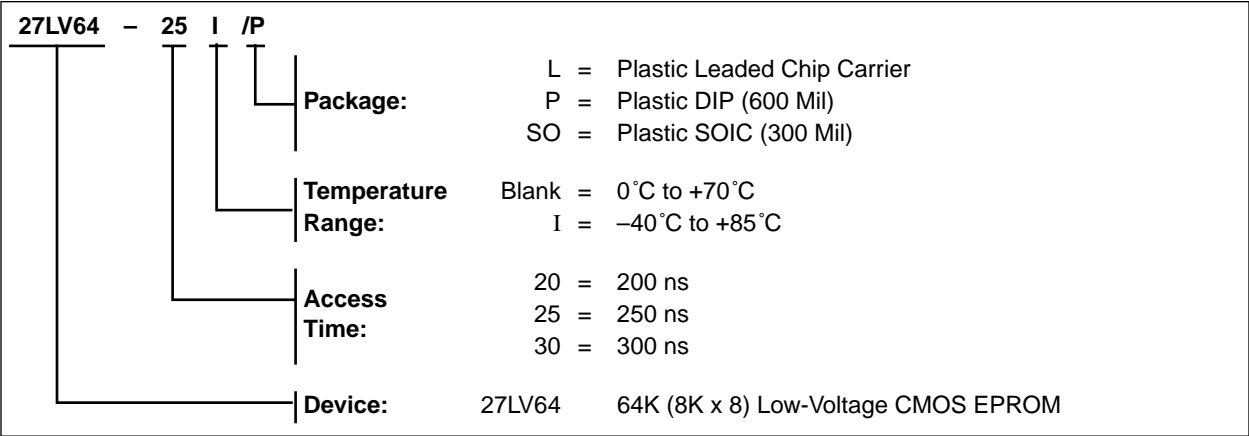 27LV64 – 25 I /P
L = Plastic Leaded Chip Carrier
Package: P = Plastic DIP (600 Mil)
SO = Plastic SOIC (300 Mil)
Temperature Blank = 0˚C to +70˚C
Range: I = –40˚C to +85˚C
20 = 200 ns
Access
25 = 250 ns
Time:
30 = 300 ns
Device: 27LV64 64K (8K x 8) Low-Voltage CMOS EPROM